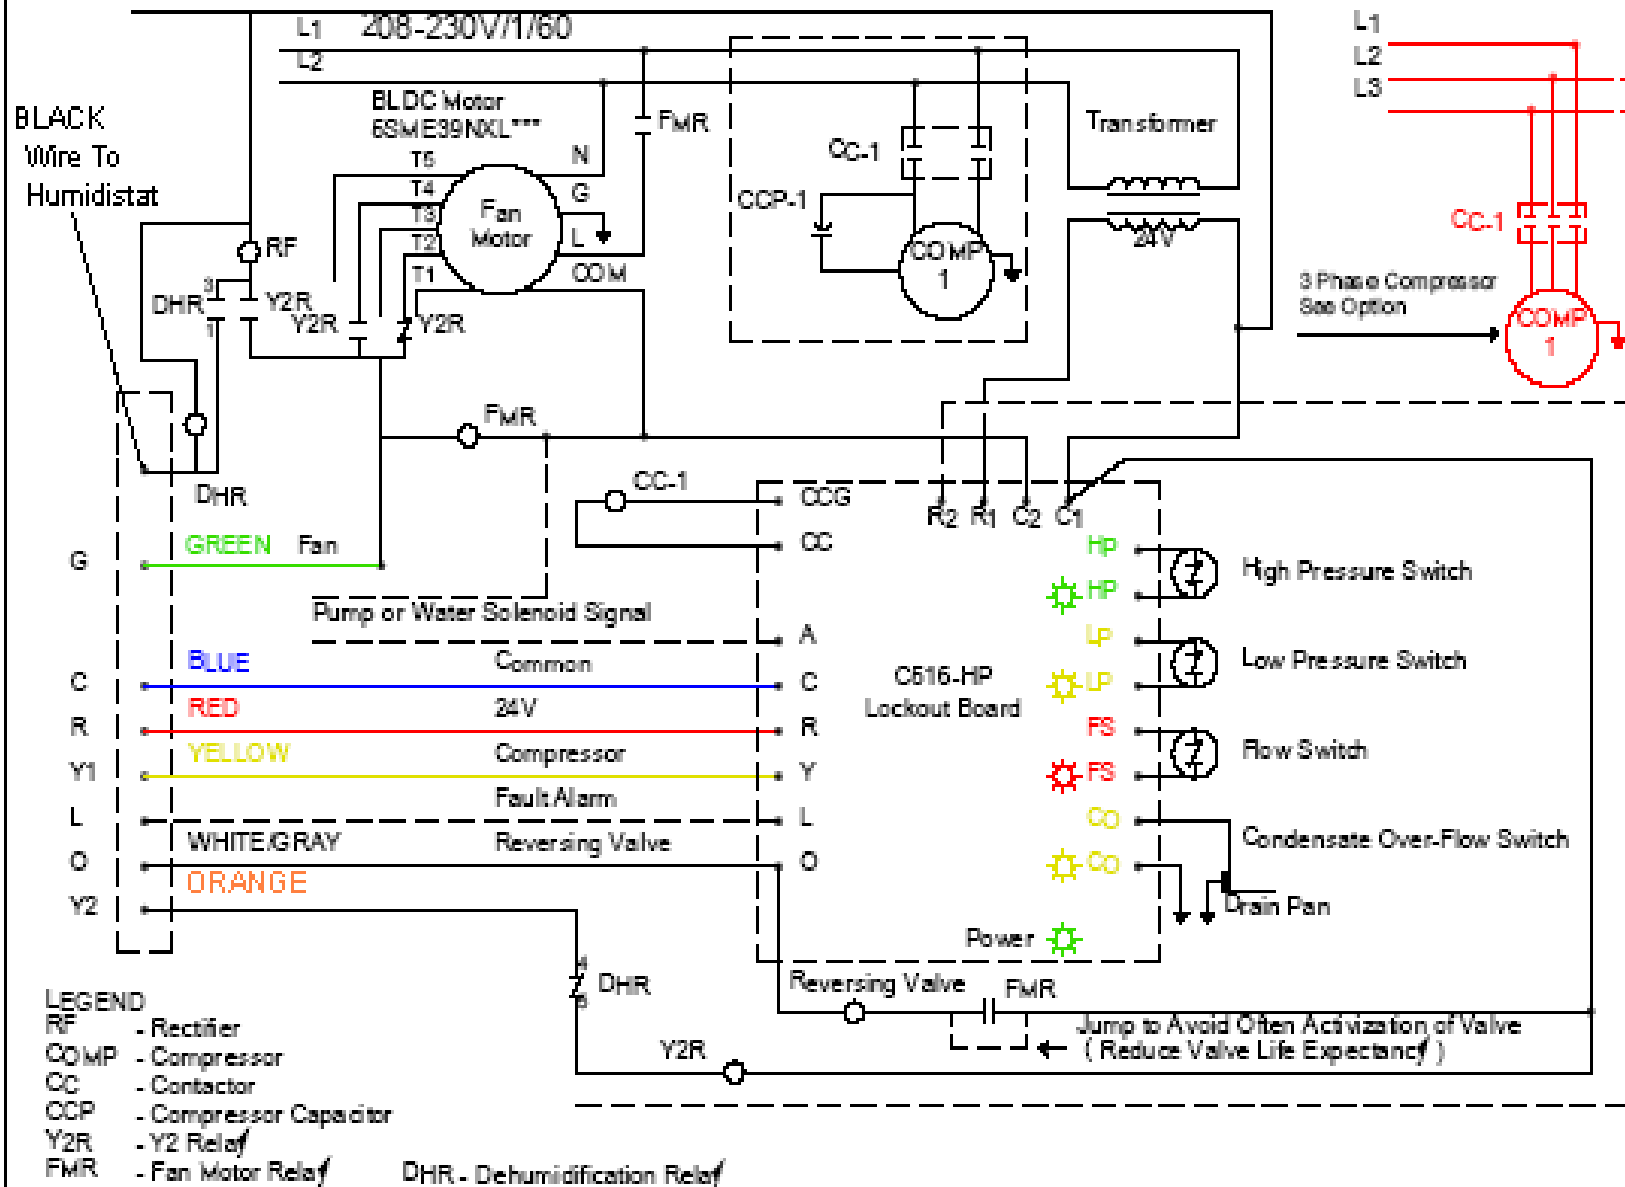 L1 208-230V/1/60
L2
BLACK
Wire To
Humidistat
BLDC Motor
6SME39NXL***
T5
T4
T3
T2
T1
Fan
Motor
N
G
L
COM
FMR
RF
DHR
3
1
Y2R
Y2R
Y2R
CC-1
CCP-1
COMP
1
Transformer
24V
L1
L2
L3
CC-1
3 Phase Compressor
See Option
COMP
1
FMR
DHR
CC-1
CCG
CC
R2 R1 C2 C1
G
GREEN Fan
Pump or Water Solenoid Signal
A
C
BLUE
Common
C
R
RED
24V
R
Y1
YELLOW
Compressor
Y
L
Fault Alarm
L
O
WHITE/GRAY
Reversing Valve
O
Y2
ORANGE
C516-HP
Lockout Board
HP
HP
High Pressure Switch
LP
LP
Low Pressure Switch
FS
FS
Flow Switch
CO
CO
Condensate Over-Flow Switch
Drain Pan
Power
4
5
DHR
Reversing Valve
FMR
Jump to Avoid Often Activization of Valve
( Reduce Valve Life Expectancy )
Y2R
LEGEND
RF - Rectifier
COMP - Compressor
CC - Contactor
CCP - Compressor Capacitor
Y2R - Y2 Relay
FMR - Fan Motor Relay DHR - Dehumidification Relay